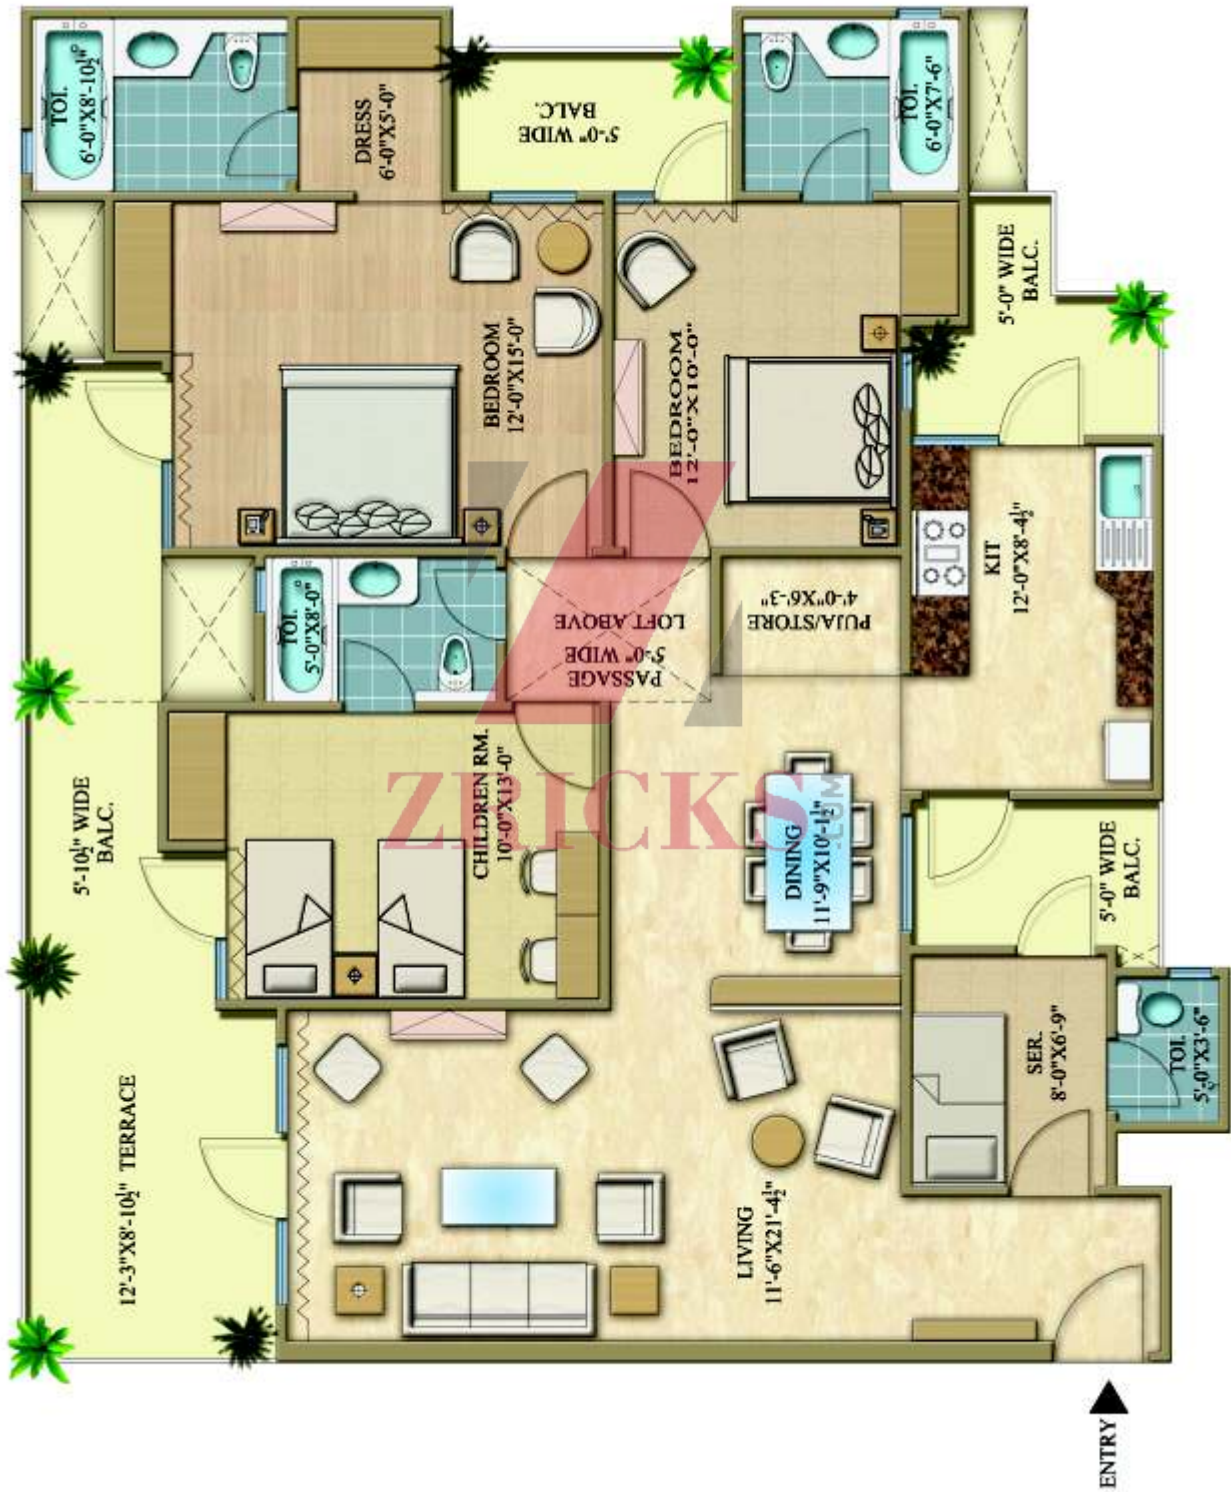 TOI.
6'-0"X8'-10½"
DRESS
6'-0"X5'-0"
5'-0" WIDE
BALC.
TOI.
6'-0"X7'-6"
5'-0" WIDE
BALC.
BEDROOM
12'-0"X15'-0"
BEDROOM
12'-0"X10'-0"
KIT
12'-0"X8'-4½"
TOI.
5'-0"X8'-0"
PASSAGE
5'-0" WIDE
LOFT ABOVE
PUJA/STORE
4'-0"X6'-3"
5'-10½" WIDE
BALC.
CHILDREN RM.
10'-0"X13'-0"
ZRICKS
.COM
DINING
11'-9"X10'-1½"
5'-0" WIDE
BALC.
12'-3"X8'-10½" TERRACE
SER.
8'-0"X6'-9"
TOI.
5'-0"X3'-6"
LIVING
11'-6"X21'-4½"
ENTRY